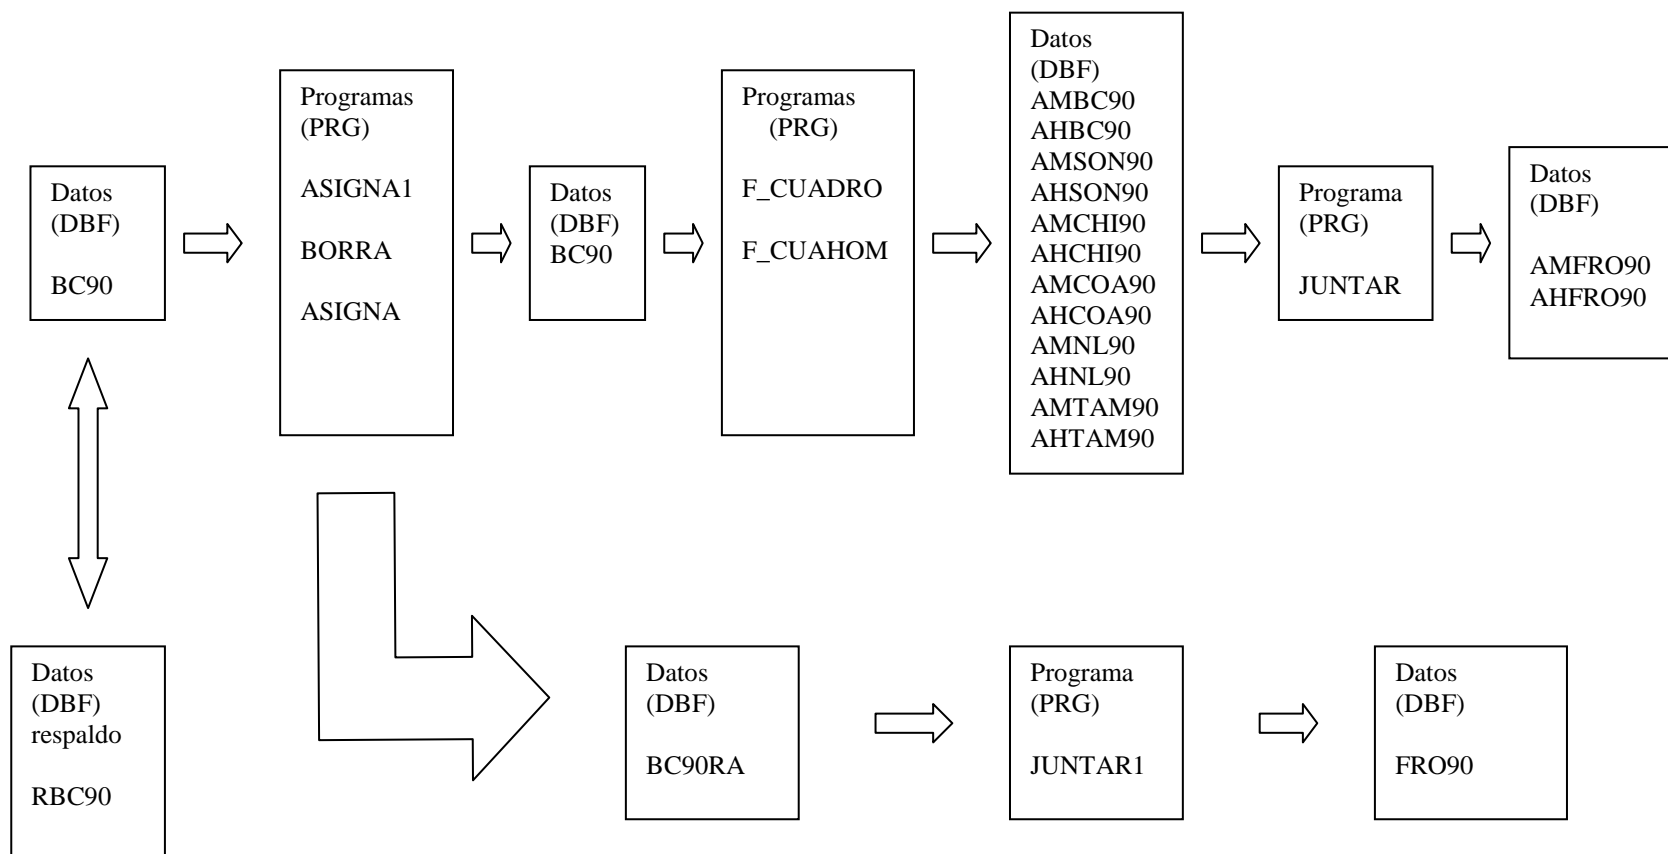 Datos
(DBF)
BC90
Programas
(PRG)
ASIGNA1
BORRA
ASIGNA
Datos
(DBF)
BC90
Programas
(PRG)
F_CUADRO
F_CUAHOM
Datos
(DBF)
AMBC90
AHBC90
AMSON90
AHSON90
AMCHI90
AHCHI90
AMCOA90
AHCOA90
AMNL90
AHNL90
AMTAM90
AHTAM90
Programa
(PRG)
JUNTAR
Datos
(DBF)
AMFRO90
AHFRO90
Datos
(DBF)
respaldo
RBC90
Datos
(DBF)
BC90RA
Programa
(PRG)
JUNTAR1
Datos
(DBF)
FRO90